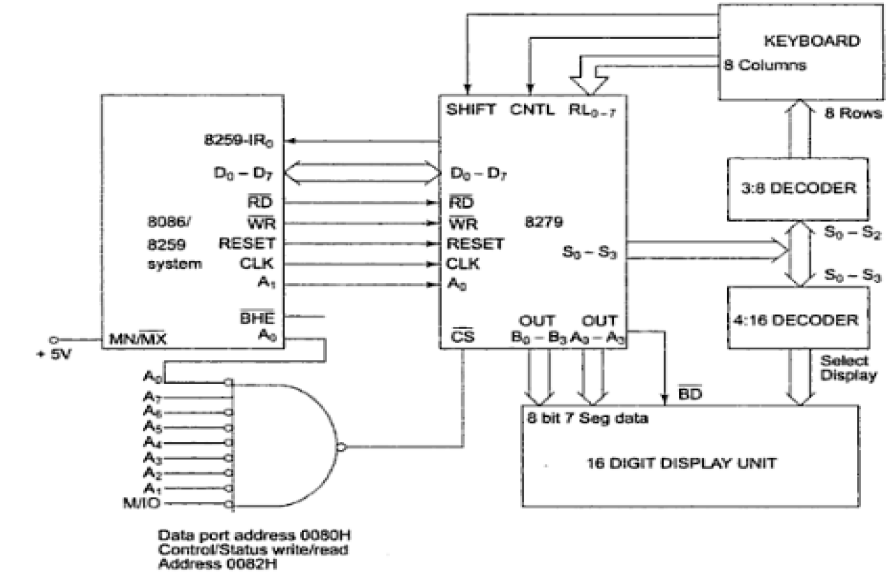 KEYBOARD
8 Columns
8 Rows
SHIFT CNTL RL0-7
8259-IR0
D0 – D7
D0 – D7
3:8 DECODER
RD
RD
8086/
8259
system
WR
WR
8279
RESET
RESET
S0 – S3
S0 – S2
CLK
CLK
A1
A0
S0 – S3
BHE
4:16 DECODER
MN/MX
A0
CS
OUT
B0 – B3
OUT
A0 – A3
+ 5V
Select
Display
BD
A0
A7
A6
A5
A4
A3
A2
A1
M/IO
8 bit 7 Seg data
16 DIGIT DISPLAY UNIT
Data port address 0080H
Control/Status write/read
Address 0082H